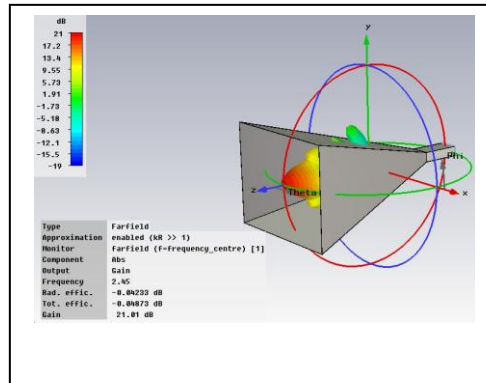 dB
21
17.2
13.4
9.55
5.73
1.91
-1.73
-5.18
-8.63
-12.1
-15.5
-19
y
Phi
z
Theta
x
Type Farfield
Approximation enabled (kR >> 1)
Monitor farfield (f=frequency_centre) [1]
Component Abs
Output Gain
Frequency 2.45
Rad. effic. -0.04233 dB
Tot. effic. -0.04873 dB
Gain 21.01 dB